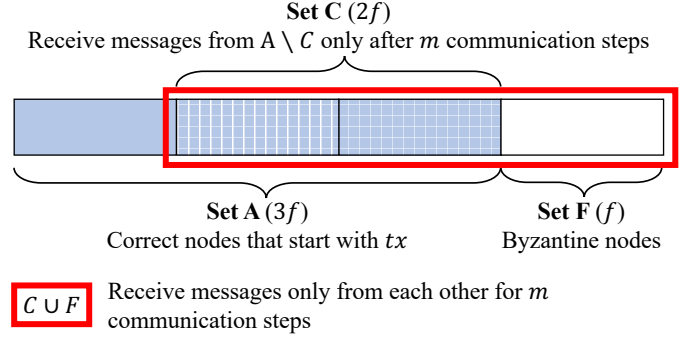 Set C (2f)
Receive messages from A \ C only after m communication steps
Set A (3f)
Correct nodes that start with tx
Set F (f)
Byzantine nodes
C ∪ F
Receive messages only from each other for m
communication steps